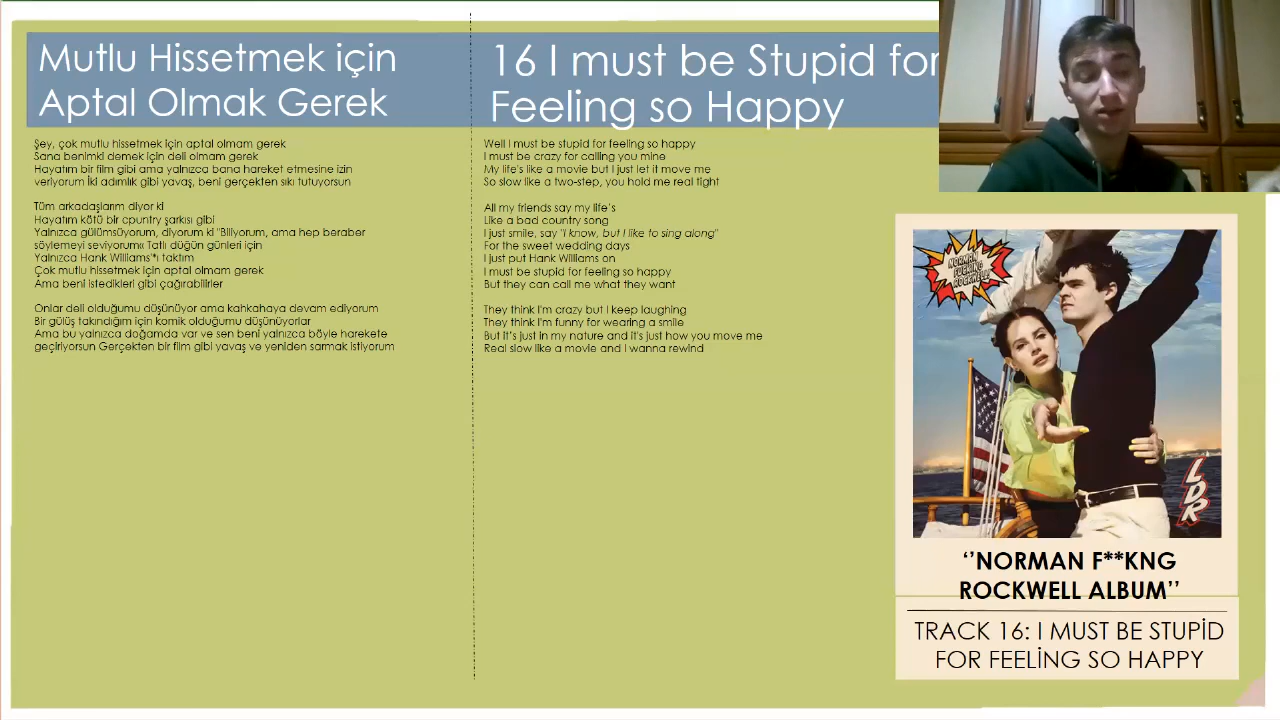 Mutlu Hissetmek için
Aptal Olmak Gerek
Şey, çok mutlu hissetmek için aptal olmam gerek
Sana benimki demek için deli olmam gerek
Hayatım bir film gibi ama yalnızca bana hareket etmesine izin
veriyorum İki adımlık gibi yavaş, beni gerçekten sıkı tutuyorsun
Tüm arkadaşlarım diyor ki
Hayatım kötü bir cpuntry şarkısı gibi
Yalnızca gülümsüyorum, diyorum ki "Biliyorum, ama hep beraber
söylemeyi seviyorum« Tatlı düğün günleri için
Yalnızca Hank Williams'*ı taktım
Çok mutlu hissetmek için aptal olmam gerek
Ama beni istedikleri gibi çağırabilirler
Onlar deli olduğumu düşünüyor ama kahkahaya devam ediyorum
Bir gülüş takındığım için komik olduğumu düşünüyorlar
Ama bu yalnızca doğamda var ve sen beni yalnızca böyle harekete
geçiriyorsun Gerçekten bir film gibi yavaş ve yeniden sarmak istiyorum
16 I must be Stupid for
Feeling so Happy
Well I must be stupid for feeling so happy
I must be crazy for calling you mine
My life's like a movie but I just let it move me
So slow like a two-step, you hold me real tight
All my friends say my life's
Like a bad country song
I just smile, say "I know, but I like to sing along"
For the sweet wedding days
I just put Hank Williams on
I must be stupid for feeling so happy
But they can call me what they want
They think I'm crazy but I keep laughing
They think I'm funny for wearing a smile
But it's just in my nature and it's just how you move me
Real slow like a movie and I wanna rewind
NORMAN
FUCKING
ROCKWELL!
LDR
‘’NORMAN F**KNG
ROCKWELL ALBUM’’
TRACK 16: I MUST BE STUPİD
FOR FEELİNG SO HAPPY